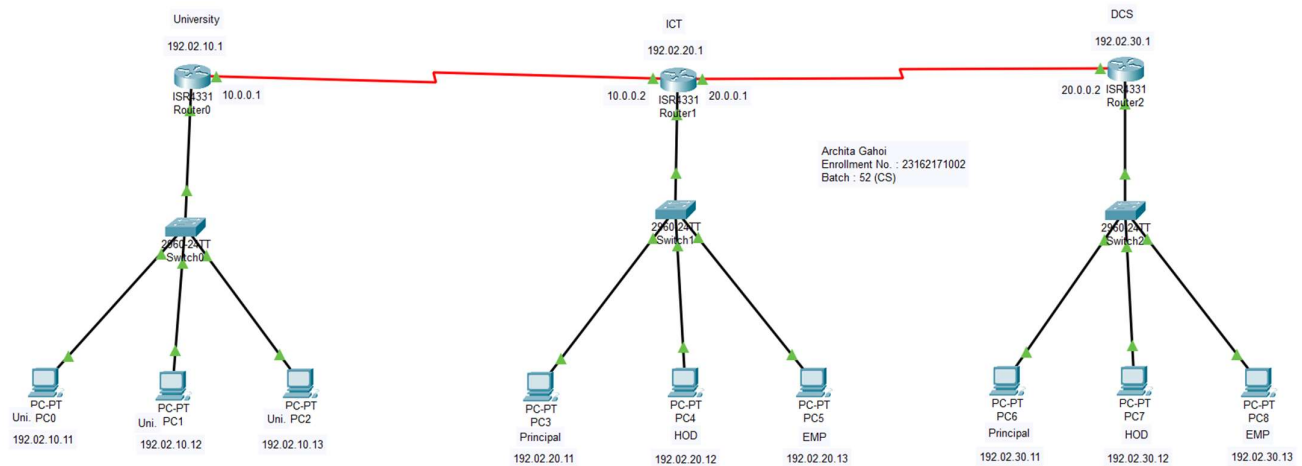 University
192.02.10.1
ISR4331
Router0
10.0.0.1
2960-24TT
Switch0
PC-PT
Uni. PC0
192.02.10.11
PC-PT
Uni. PC1
192.02.10.12
PC-PT
Uni. PC2
192.02.10.13
ICT
192.02.20.1
10.0.0.2
ISR4331
Router1
20.0.0.1
2960-24TT
Switch1
PC-PT
PC3
Principal
192.02.20.11
PC-PT
PC4
HOD
192.02.20.12
PC-PT
PC5
EMP
192.02.20.13
Archita Gahoi
Enrollment No. : 23162171002
Batch : 52 (CS)
DCS
192.02.30.1
20.0.0.2
ISR4331
Router2
2960-24TT
Switch2
PC-PT
PC6
Principal
192.02.30.11
PC-PT
PC7
HOD
192.02.30.12
PC-PT
PC8
EMP
192.02.30.13